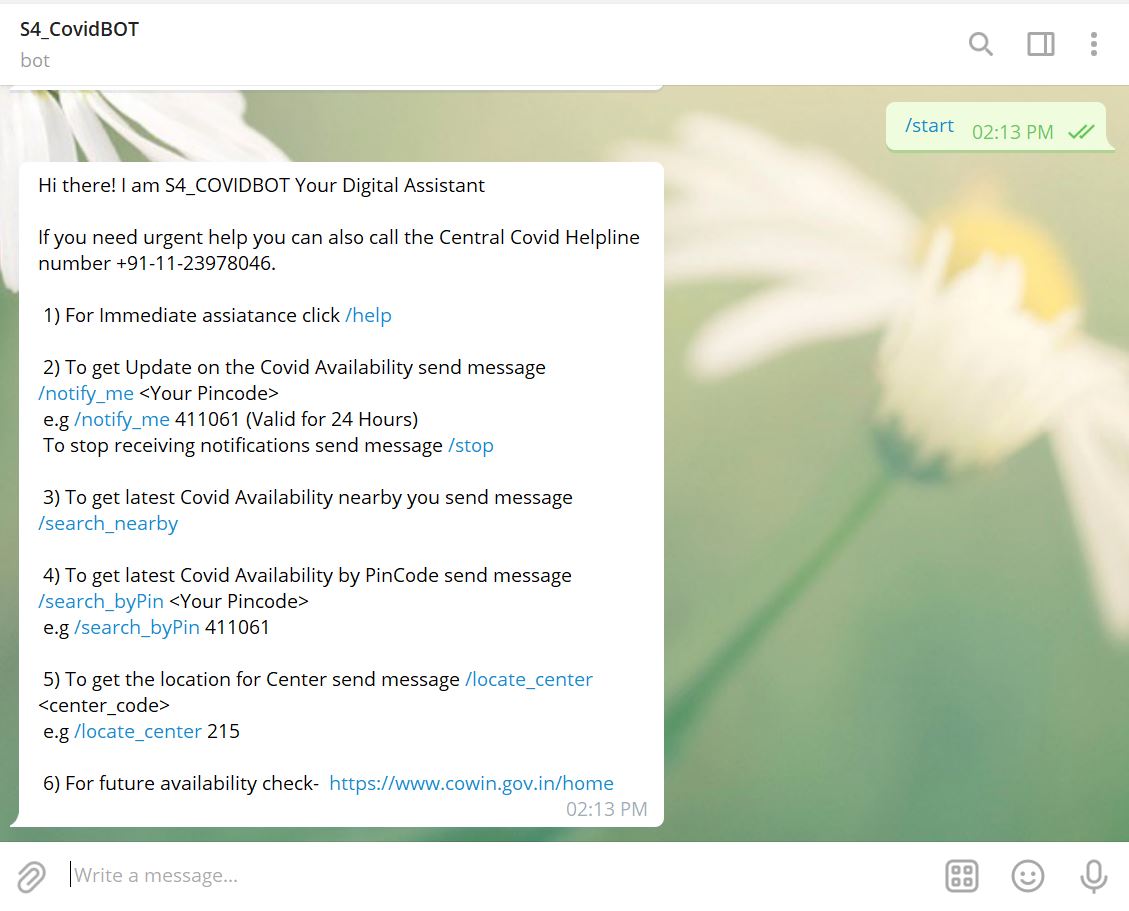 S4_CovidBOT
bot
/start 02:13 PM
Hi there! I am S4_COVIDBOT Your Digital Assistant
If you need urgent help you can also call the Central Covid Helpline
number +91-11-23978046.
1) For Immediate assiatance click /help
2) To get Update on the Covid Availability send message
/notify_me <Your Pincode>
e.g /notify_me 411061 (Valid for 24 Hours)
To stop receiving notifications send message /stop
3) To get latest Covid Availability nearby you send message
/search_nearby
4) To get latest Covid Availability by PinCode send message
/search_byPin <Your Pincode>
e.g /search_byPin 411061
5) To get the location for Center send message /locate_center
<center_code>
e.g /locate_center 215
6) For future availability check- https://www.cowin.gov.in/home
02:13 PM
Write a message...